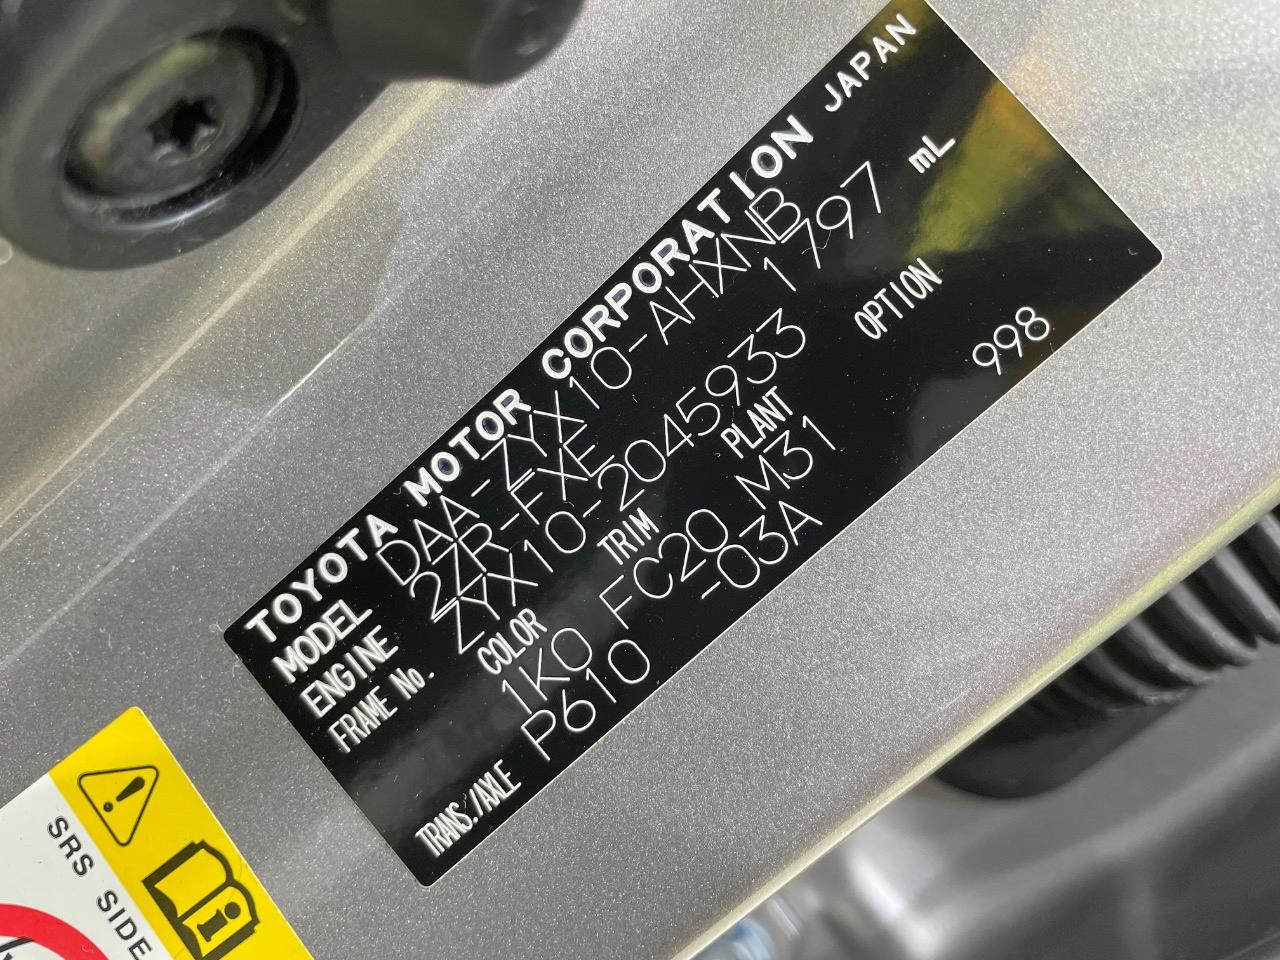 TOYOTA MOTOR CORPORATION JAPAN
MODEL DAA-ZYX10-AHXNB
ENGINE 2ZR-FXE 1797 mL
FRAME No. ZYX10-2045933
COLOR TRIM PLANT OPTION
1K0 FC20 M31 998
TRANS./AXLE P610 -03A
SRS SIDE